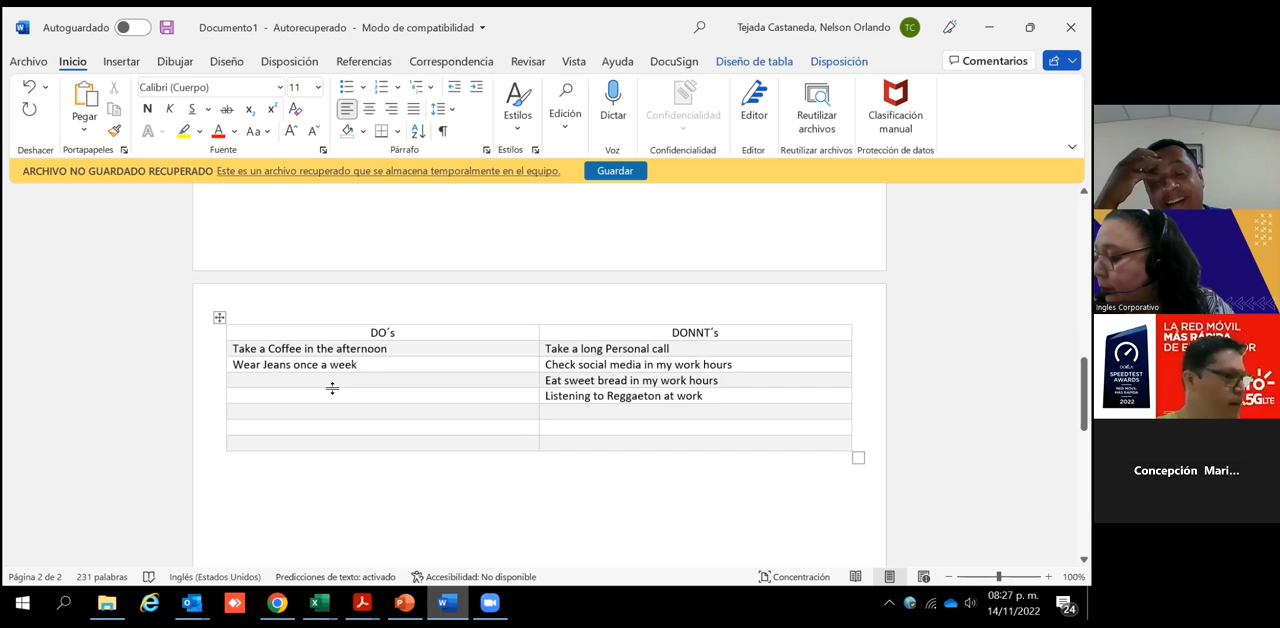 Autoguardado
Documento1 - Autorecuperado - Modo de compatibilidad
Tejada Castaneda, Nelson Orlando
TC
Archivo Inicio Insertar Dibujar Diseño Disposición Referencias Correspondencia Revisar Vista Ayuda DocuSign Diseño de tabla Disposición
Comentarios
Calibri (Cuerpo) 11
Pegar
N K S ab x₂ x²
Aa
Estilos
Edición
Dictar
Confidencialidad
Editor
Reutilizar archivos
Clasificación manual
Deshacer Portapapeles Fuente Párrafo Estilos Voz Confidencialidad Editor Reutilizar archivos Protección de datos
ARCHIVO NO GUARDADO RECUPERADO Este es un archivo recuperado que se almacena temporalmente en el equipo. Guardar
DO´s DONNT´s
Take a Coffee in the afternoon Take a long Personal call
Wear Jeans once a week Check social media in my work hours
Eat sweet bread in my work hours
Listening to Reggaeton at work
Ingles Corporativo
LA RED MÓVIL
MÁS RÁPIDA
SPEEDTEST
AWARDS
2022
5GLTE
Concepción Mari...
Página 2 de 2 231 palabras Inglés (Estados Unidos) Predicciones de texto: activado Accesibilidad: No disponible Concentración 100%
08:27 p. m.
14/11/2022
24